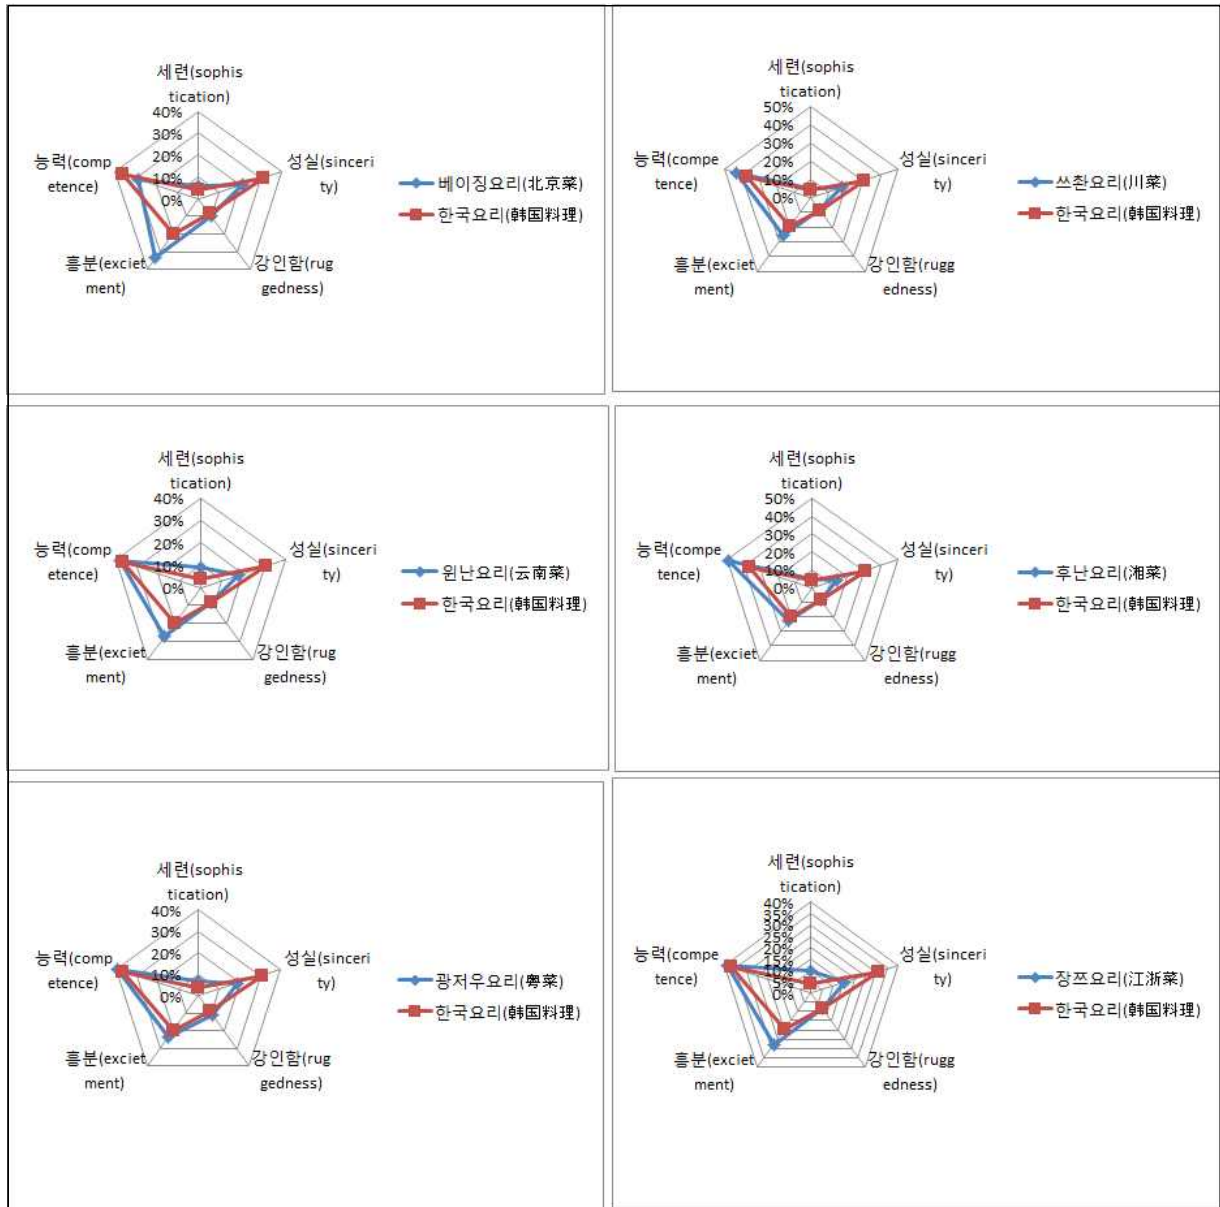 세련(sophis
tication)
40%
30%
20%
10%
0%
능력(comp
etence)
성실(sinceri
ty)
흥분(exciet
ment)
강인함(rug
gedness)
베이징요리(北京菜)
한국요리(韩国料理)
세련(sophis
tication)
50%
40%
30%
20%
10%
0%
능력(compe
tence)
성실(sinceri
ty)
흥분(exciet
ment)
강인함(rugg
edness)
쓰촨요리(川菜)
한국요리(韩国料理)
세련(sophis
tication)
40%
30%
20%
10%
0%
능력(comp
etence)
성실(sinceri
ty)
흥분(exciet
ment)
강인함(rug
gedness)
윈난요리(云南菜)
한국요리(韩国料理)
세련(sophis
tication)
50%
40%
30%
20%
10%
0%
능력(compe
tence)
성실(sinceri
ty)
흥분(exciet
ment)
강인함(rugg
edness)
후난요리(湘菜)
한국요리(韩国料理)
세련(sophis
tication)
40%
30%
20%
10%
0%
능력(comp
etence)
성실(sinceri
ty)
흥분(exciet
ment)
강인함(rug
gedness)
광저우요리(粤菜)
한국요리(韩国料理)
세련(sophis
tication)
40%
35%
30%
25%
20%
15%
10%
5%
0%
능력(compe
tence)
성실(sinceri
ty)
흥분(exciet
ment)
강인함(rugg
edness)
장쯔요리(江浙菜)
한국요리(韩国料理)